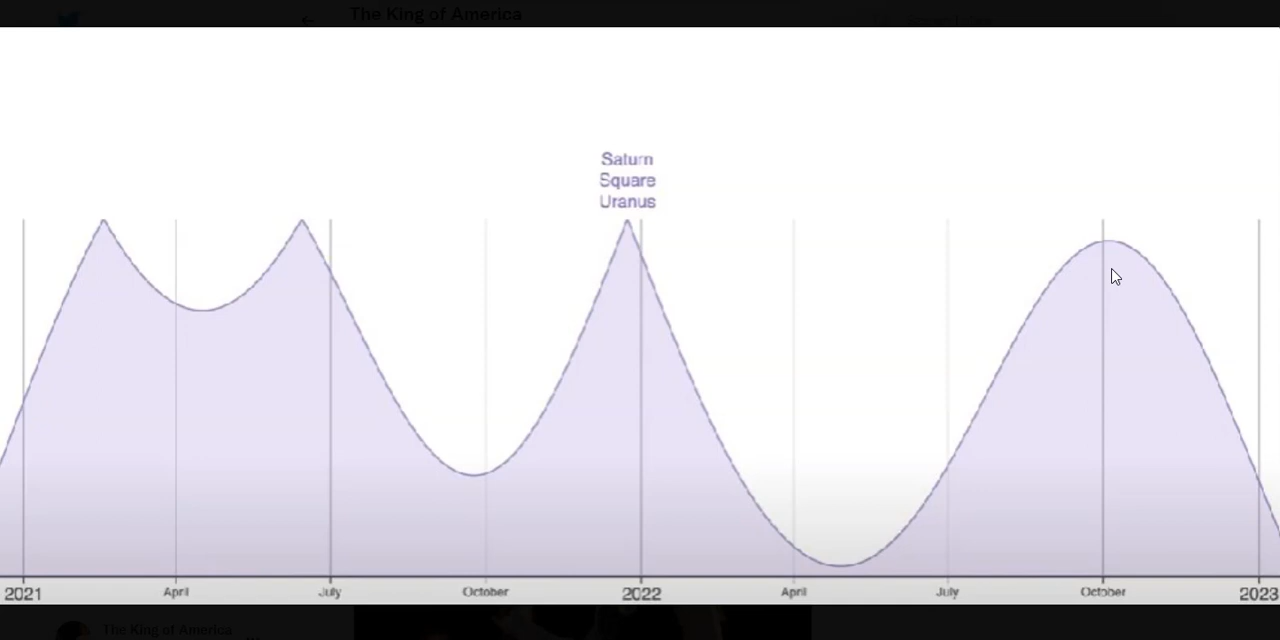 The King of America
Saturn
Square
Uranus
2021 April July October 2022 April July October 2023
The King of America